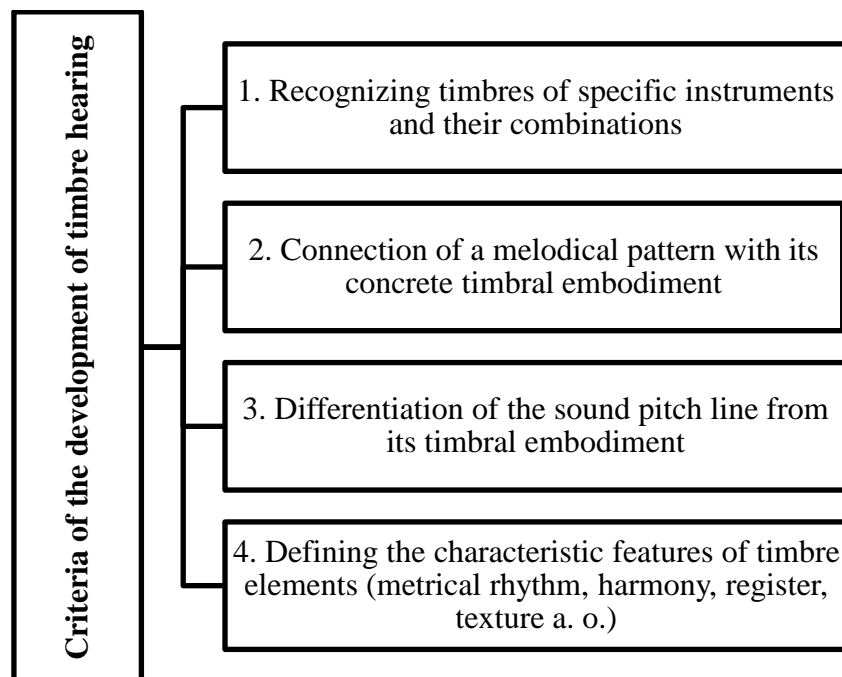 Criteria of the development of timbre hearing
1. Recognizing timbres of specific instruments
and their combinations
2. Connection of a melodical pattern with its
concrete timbral embodiment
3. Differentiation of the sound pitch line from
its timbral embodiment
4. Defining the characteristic features of timbre
elements (metrical rhythm, harmony, register,
texture a. o.)